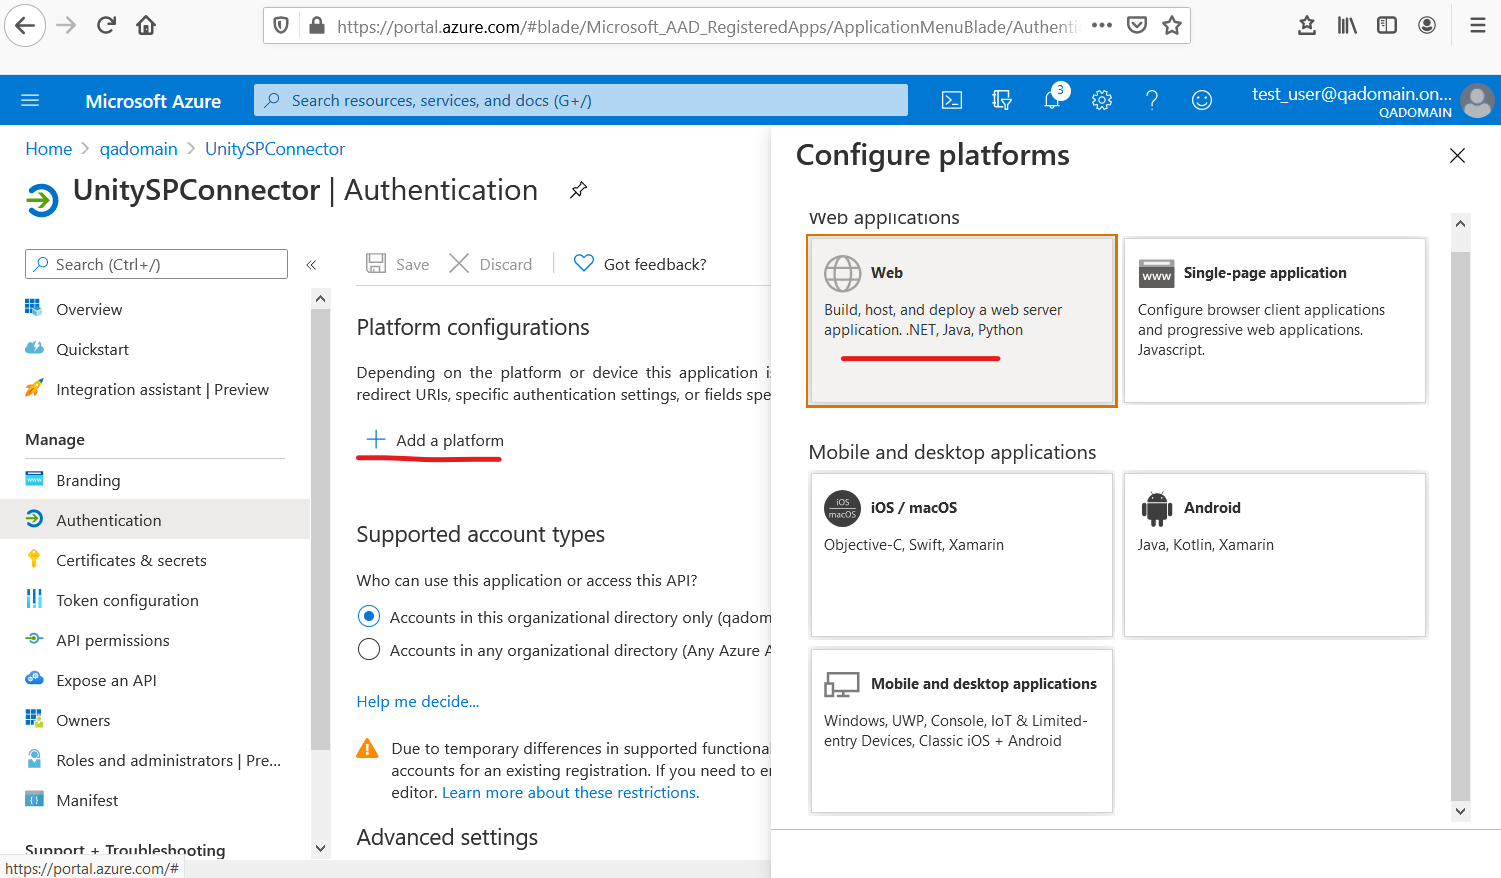 https://portal.azure.com/#blade/Microsoft_AAD_RegisteredApps/ApplicationMenuBlade/Authenti
Microsoft Azure
Search resources, services, and docs (G+/)
3
test_user@qadomain.on...
QADOMAIN
Home > qadomain > UnitySPConnector
UnitySPConnector | Authentication
Search (Ctrl+/)
«
Overview
Quickstart
Integration assistant | Preview
Manage
Branding
Authentication
Certificates & secrets
Token configuration
API permissions
Expose an API
Owners
Roles and administrators | Pre...
Manifest
Support + Troubleshooting
https://portal.azure.com/#
Save
Discard
Got feedback?
Platform configurations
Depending on the platform or device this application i
redirect URIs, specific authentication settings, or fields spe
+ Add a platform
Supported account types
Who can use this application or access this API?
Accounts in this organizational directory only (qadom
Accounts in any organizational directory (Any Azure A
Help me decide...
Due to temporary differences in supported functional
accounts for an existing registration. If you need to e
editor. Learn more about these restrictions.
Advanced settings
Configure platforms
Web applications
Web
Build, host, and deploy a web server
application. .NET, Java, Python
www
Single-page application
Configure browser client applications
and progressive web applications.
Javascript.
Mobile and desktop applications
iOS
macOS
iOS / macOS
Objective-C, Swift, Xamarin
Android
Java, Kotlin, Xamarin
Mobile and desktop applications
Windows, UWP, Console, IoT & Limited-
entry Devices, Classic iOS + Android